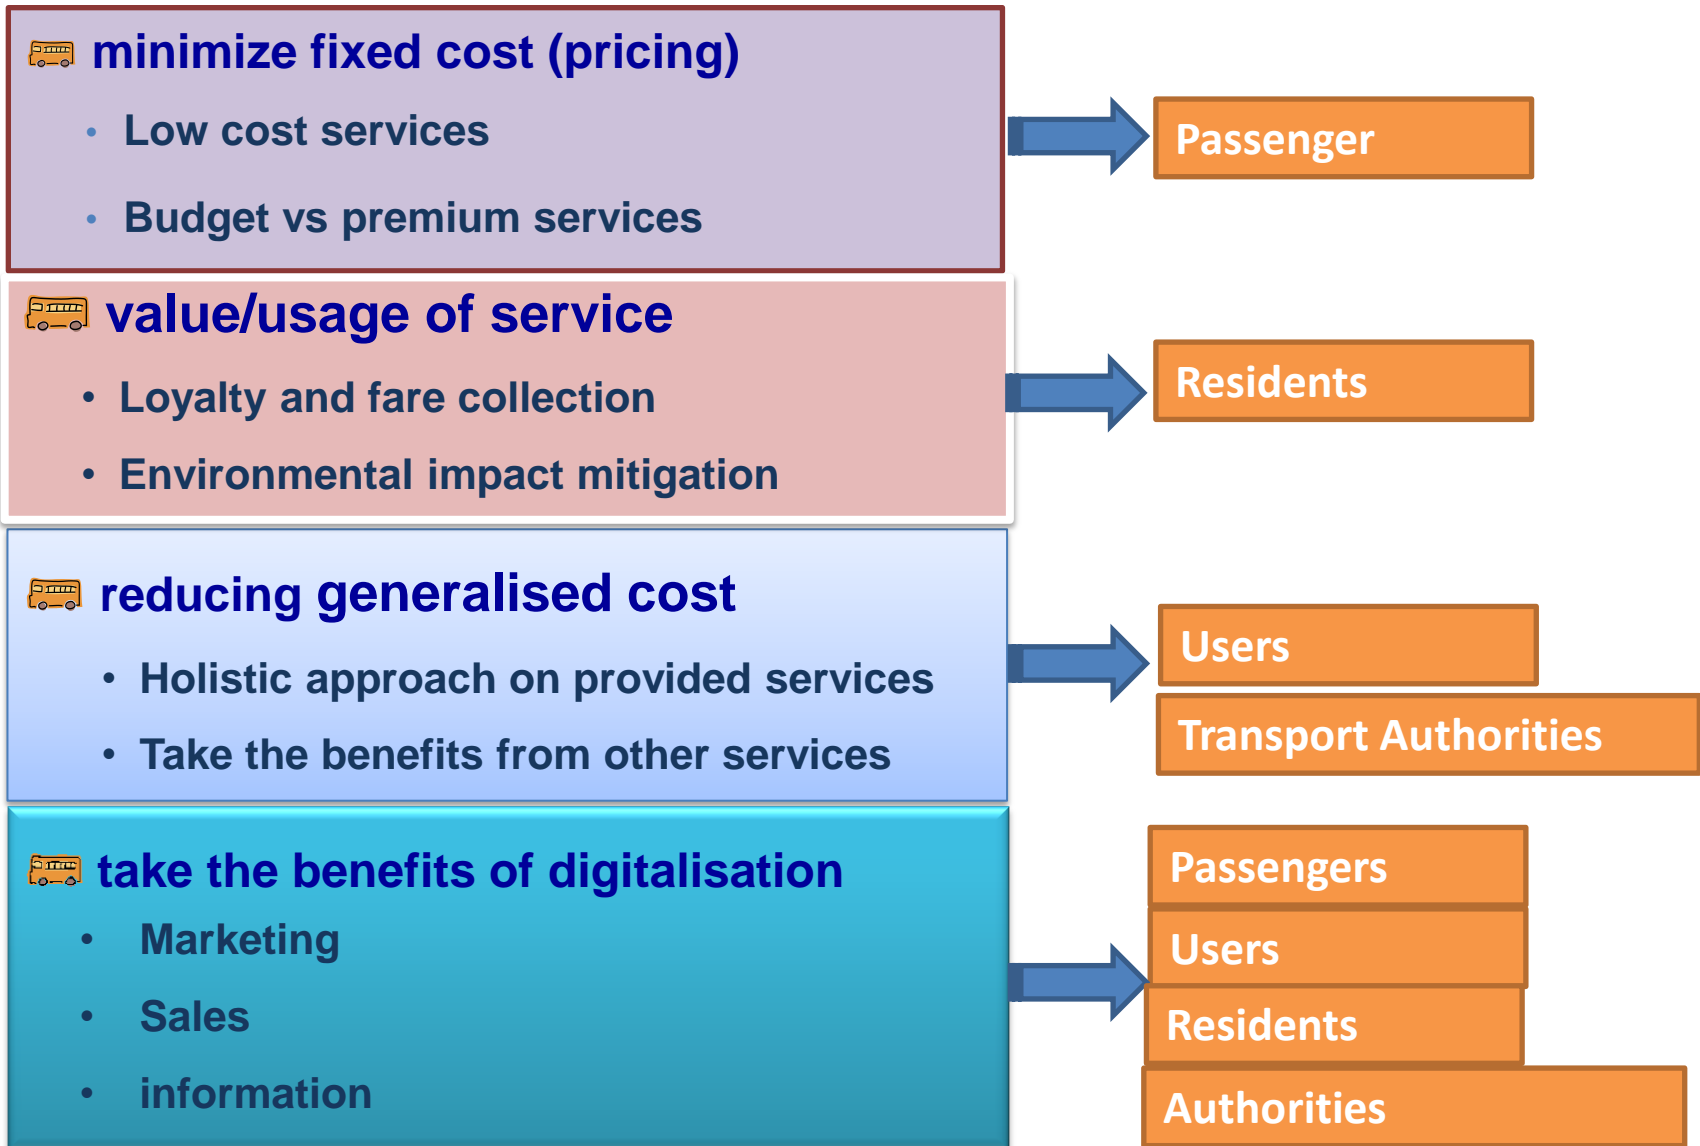 minimize fixed cost (pricing)
• Low cost services
• Budget vs premium services
Passenger
value/usage of service
• Loyalty and fare collection
• Environmental impact mitigation
Residents
reducing generalised cost
• Holistic approach on provided services
• Take the benefits from other services
Users
Transport Authorities
take the benefits of digitalisation
• Marketing
• Sales
• information
Passengers
Users
Residents
Authorities